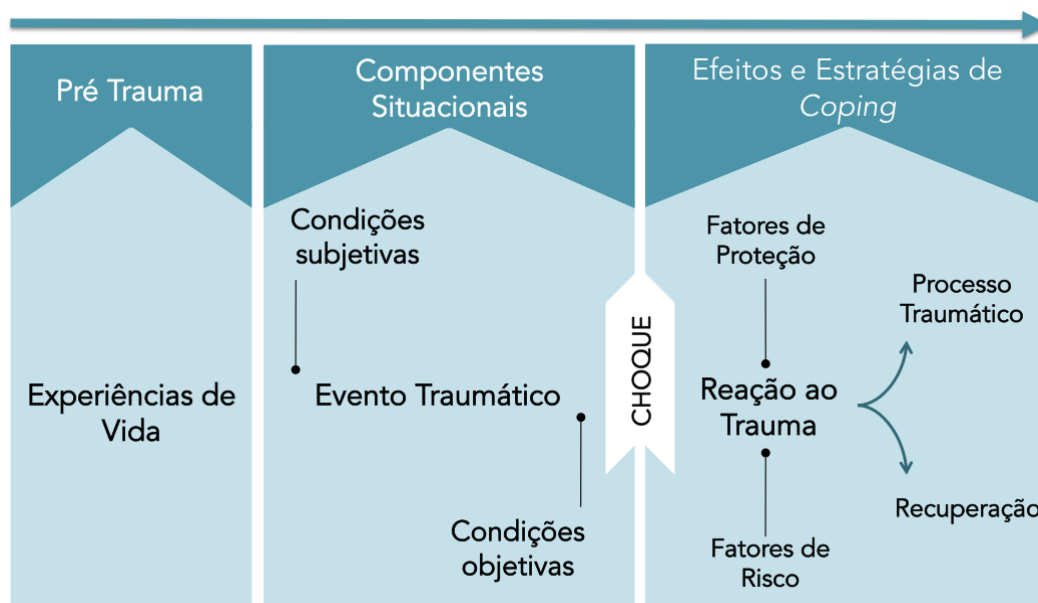 Pré Trauma
Componentes
Situacionais
Efeitos e Estratégias de
Coping
Experiências de
Vida
Condições
subjetivas
Evento Traumático
Condições
objetivas
CHOQUE
Fatores de
Proteção
Reação ao
Trauma
Fatores de
Risco
Processo
Traumático
Recuperação